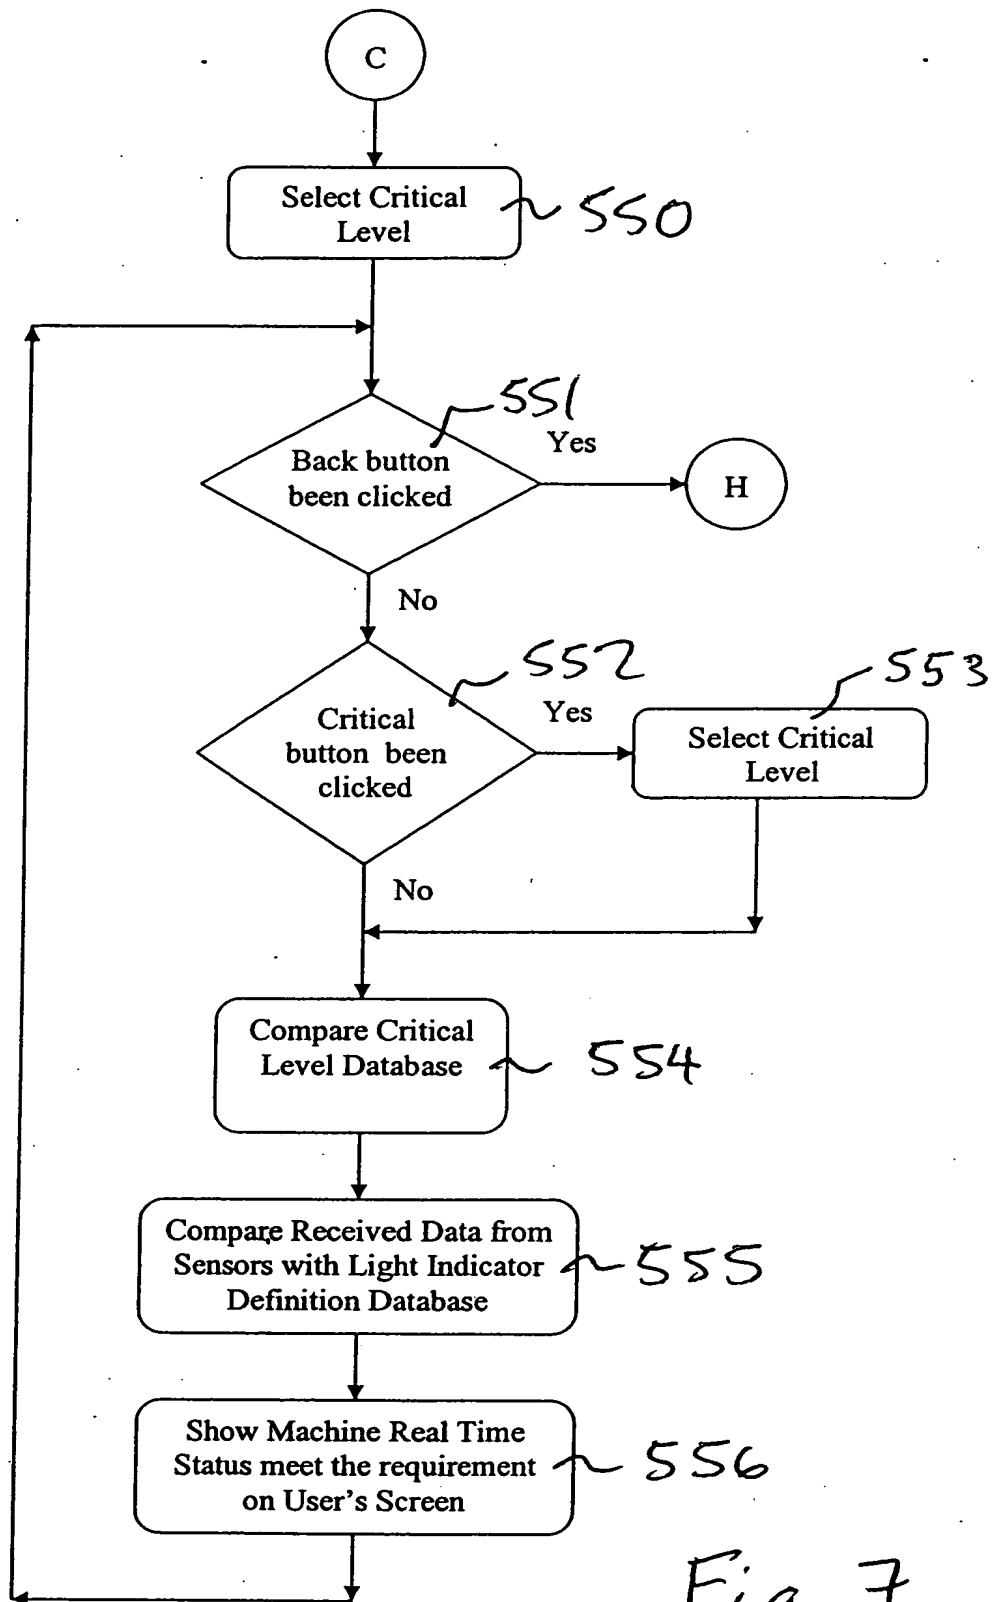 C
Select Critical
Level
550
551
Yes
Back button
been clicked
H
No
552
553
Yes
Critical
button been
clicked
Select Critical
Level
No
Compare Critical
Level Database
554
Compare Received Data from
Sensors with Light Indicator
Definition Database
555
Show Machine Real Time
Status meet the requirement
on User's Screen
556
Fig. 7